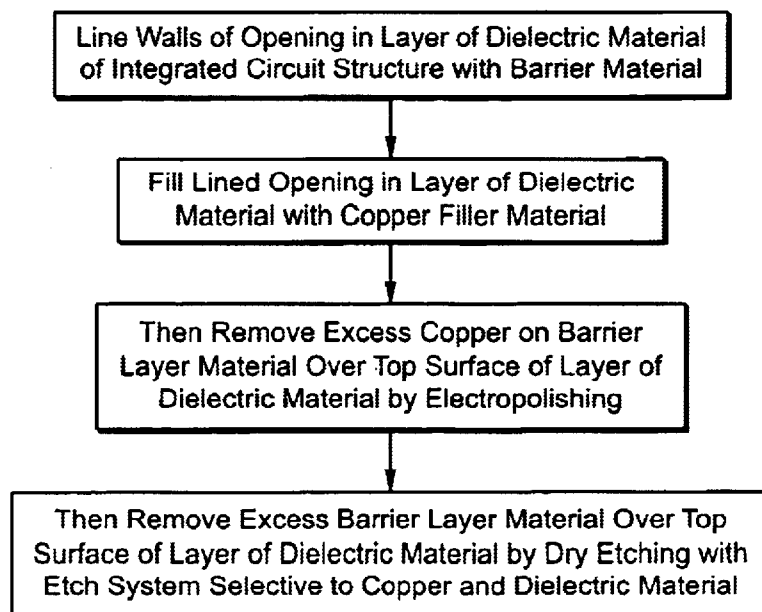 Line Walls of Opening in Layer of Dielectric Material
of Integrated Circuit Structure with Barrier Material
Fill Lined Opening in Layer of Dielectric
Material with Copper Filler Material
Then Remove Excess Copper on Barrier
Layer Material Over Top Surface of Layer of
Dielectric Material by Electropolishing
Then Remove Excess Barrier Layer Material Over Top
Surface of Layer of Dielectric Material by Dry Etching with
Etch System Selective to Copper and Dielectric Material